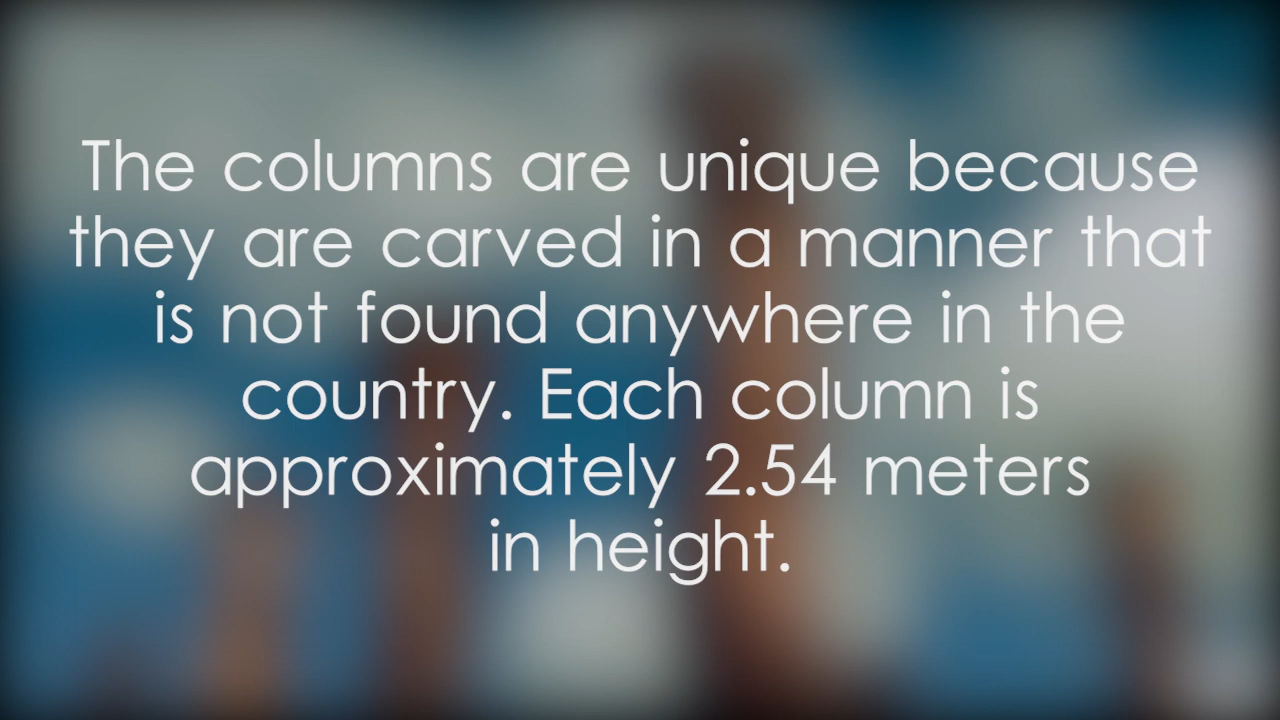 The columns are unique because
they are carved in a manner that
is not found anywhere in the
country. Each column is
approximately 2.54 meters
in height.